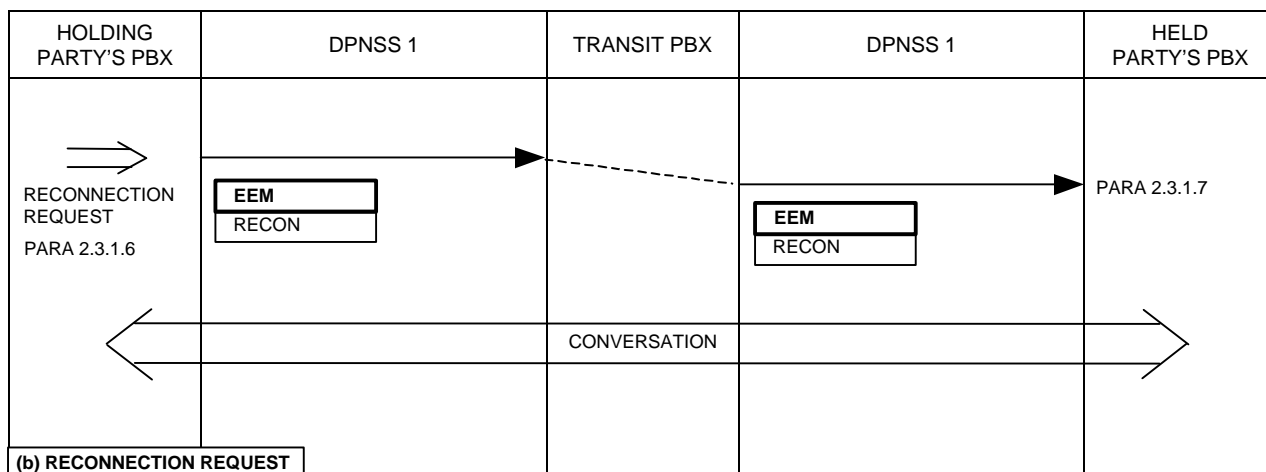 HOLDING
PARTY'S PBX
DPNSS 1
TRANSIT PBX
DPNSS 1
HELD
PARTY'S PBX
RECONNECTION
REQUEST
PARA 2.3.1.6
EEM
RECON
EEM
RECON
PARA 2.3.1.7
CONVERSATION
(b) RECONNECTION REQUEST